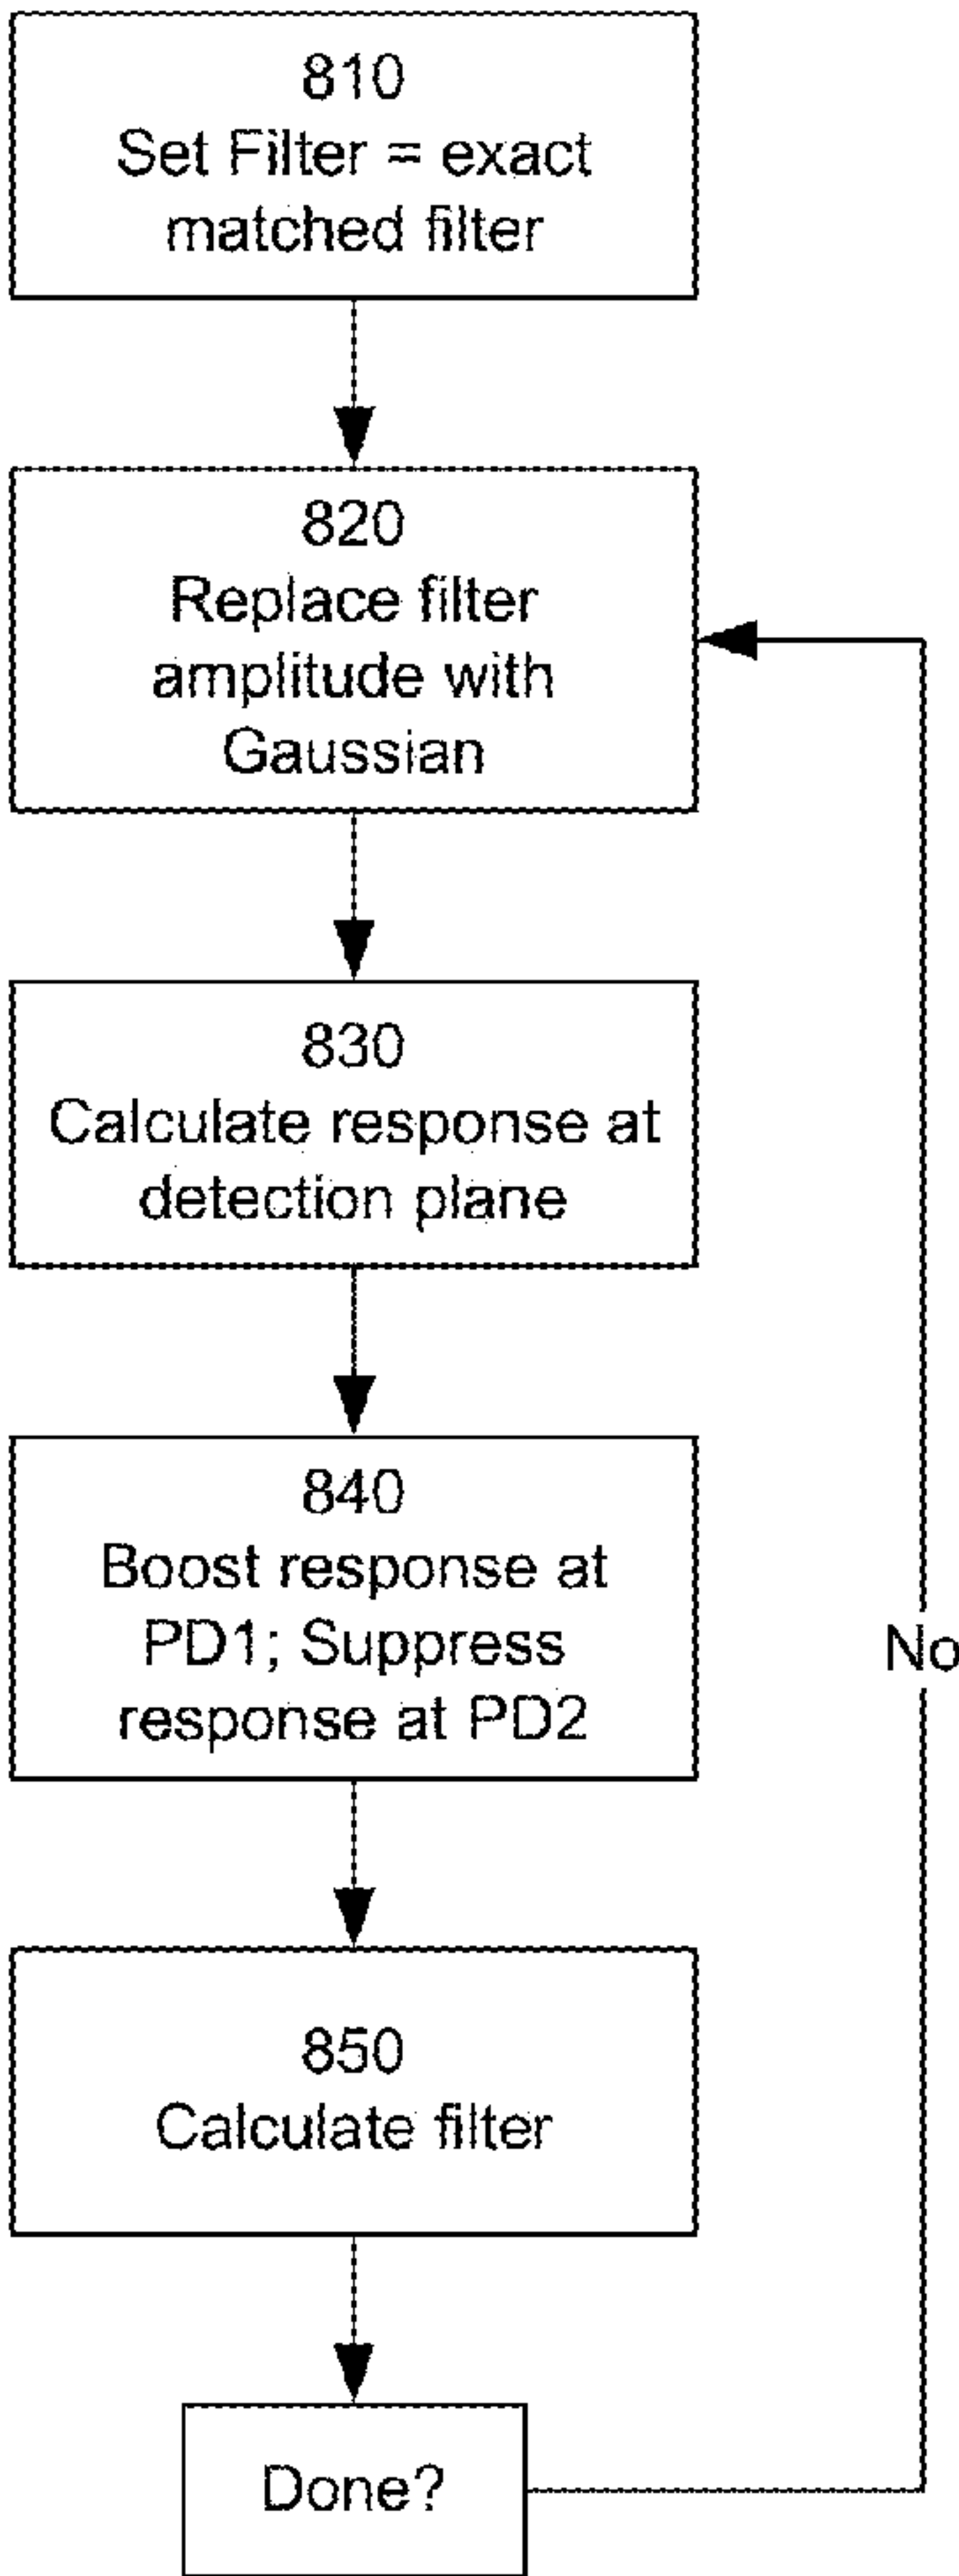 810
Set Filter = exact
matched filter
820
Replace filter
amplitude with
Gaussian
830
Calculate response at
detection plane
840
Boost response at
PD1; Suppress
response at PD2
No
850
Calculate filter
Done?